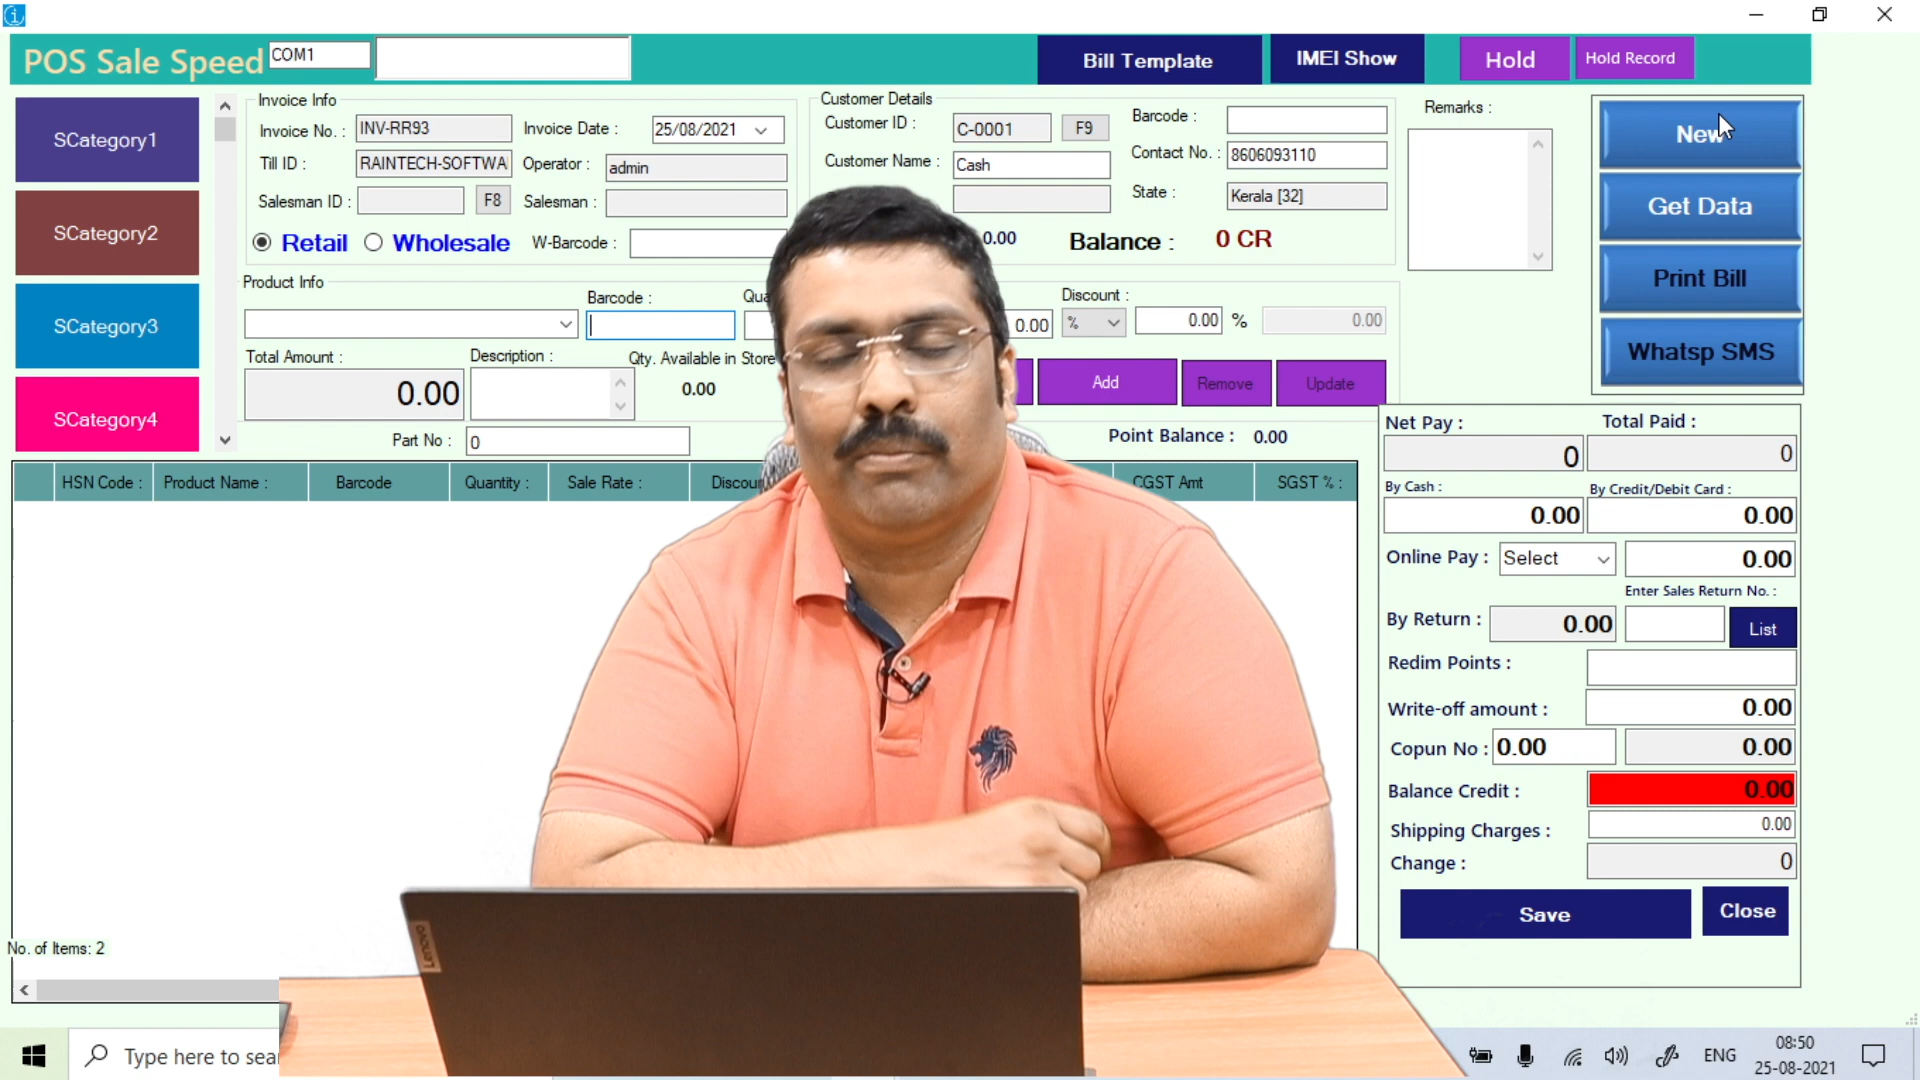 POS Sale Speed
COM1
Bill Template
IMEI Show
Hold
Hold Record
SCategory1
SCategory2
SCategory3
SCategory4
Invoice Info
Invoice No. :
INV-RR93
Invoice Date :
25/08/2021
Till ID :
RAINTECH-SOFTWA
Operator :
admin
Salesman ID :
F8
Salesman :
Retail
Wholesale
W-Barcode :
Customer Details
Customer ID :
C-0001
F9
Barcode :
Customer Name :
Cash
Contact No. :
8606093110
State :
Kerala [32]
0.00
Balance :
0 CR
Remarks :
New
Get Data
Print Bill
Whatsp SMS
Product Info
Barcode :
Discount :
0.00
%
0.00
%
0.00
Total Amount :
0.00
Description :
Qty. Available in Store
0.00
Add
Remove
Update
Part No :
0
Point Balance :
0.00
HSN Code :
Product Name :
Barcode
Quantity :
Sale Rate :
CGST Amt
SGST % :
Net Pay :
Total Paid :
0
0
By Cash :
By Credit/Debit Card :
0.00
0.00
Online Pay :
Select
0.00
Enter Sales Return No. :
By Return :
0.00
List
Redim Points :
Write-off amount :
0.00
Copun No :
0.00
0.00
Balance Credit :
0.00
Shipping Charges :
0.00
Change :
0
Save
Close
No. of Items: 2
Lenovo
Type here to sea
ENG
08:50
25-08-2021